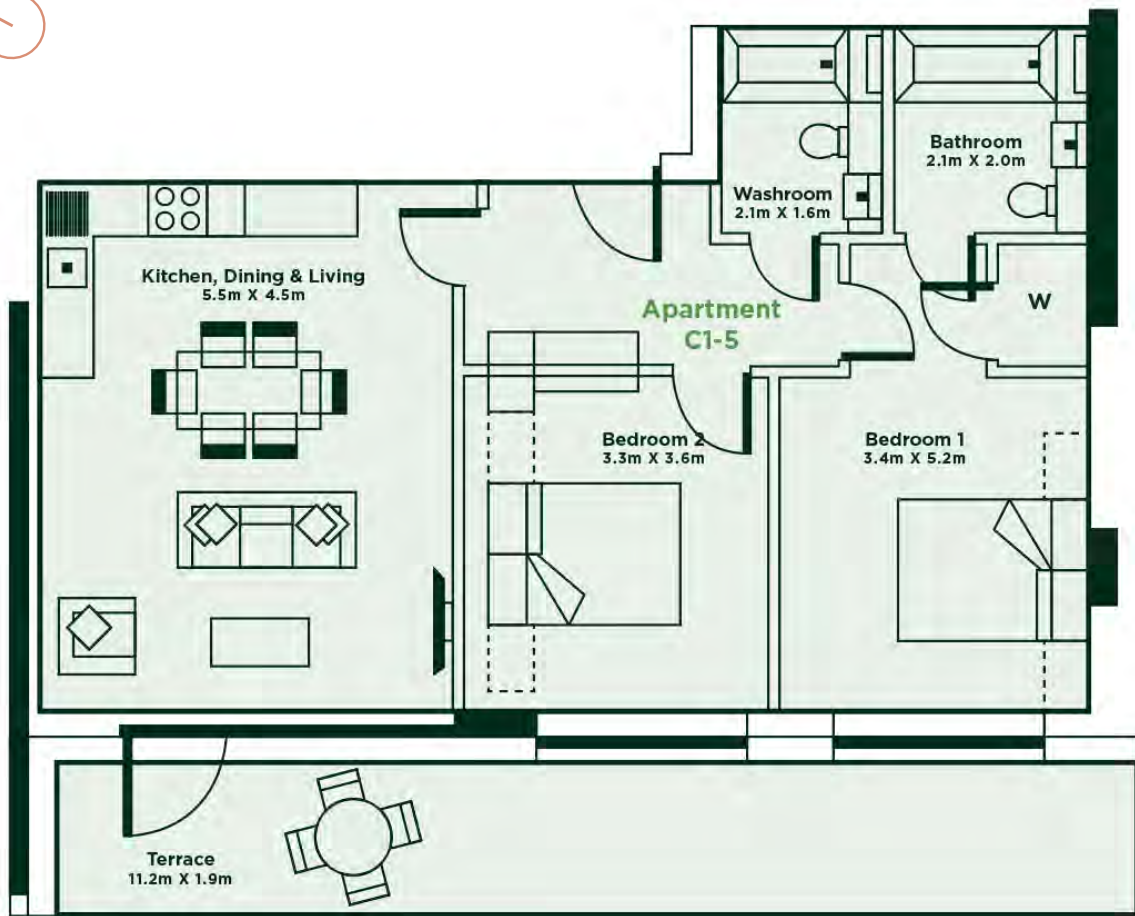 Bathroom
2.1m X 2.0m
Washroom
2.1m X 1.6m
Kitchen, Dining & Living
5.5m X 4.5m
Apartment
C1-5
W
Bedroom 2
3.3m X 3.6m
Bedroom 1
3.4m X 5.2m
Terrace
11.2m X 1.9m